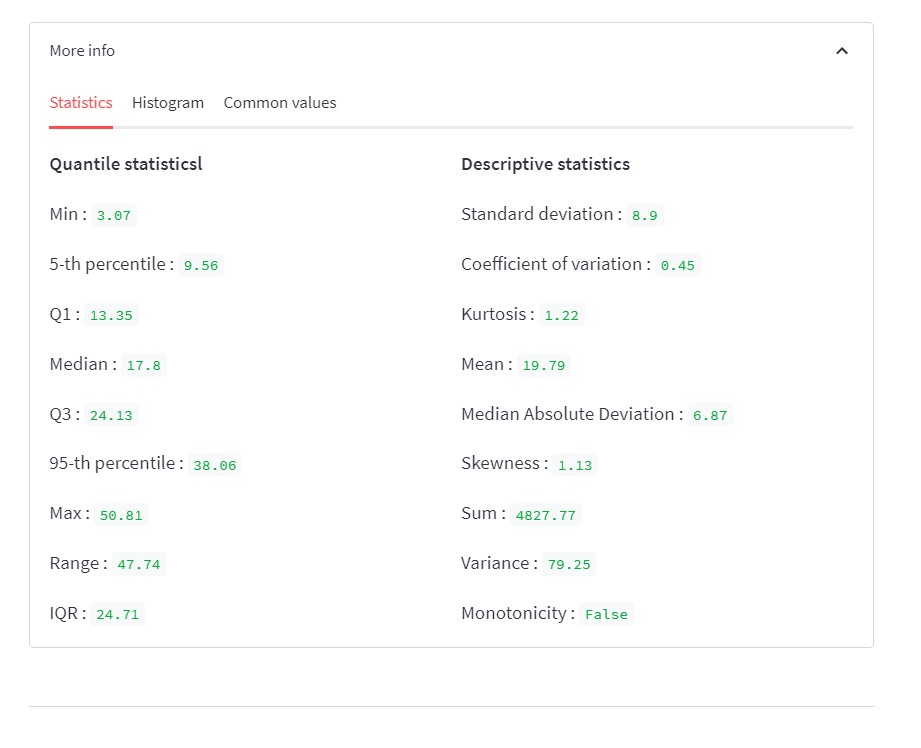 More info
Statistics Histogram Common values
Quantile statisticsl
Min : 3.07
5-th percentile : 9.56
Q1 : 13.35
Median : 17.8
Q3 : 24.13
95-th percentile : 38.06
Max : 50.81
Range : 47.74
IQR : 24.71
Descriptive statistics
Standard deviation : 8.9
Coefficient of variation : 0.45
Kurtosis : 1.22
Mean : 19.79
Median Absolute Deviation : 6.87
Skewness : 1.13
Sum : 4827.77
Variance : 79.25
Monotonicity : False